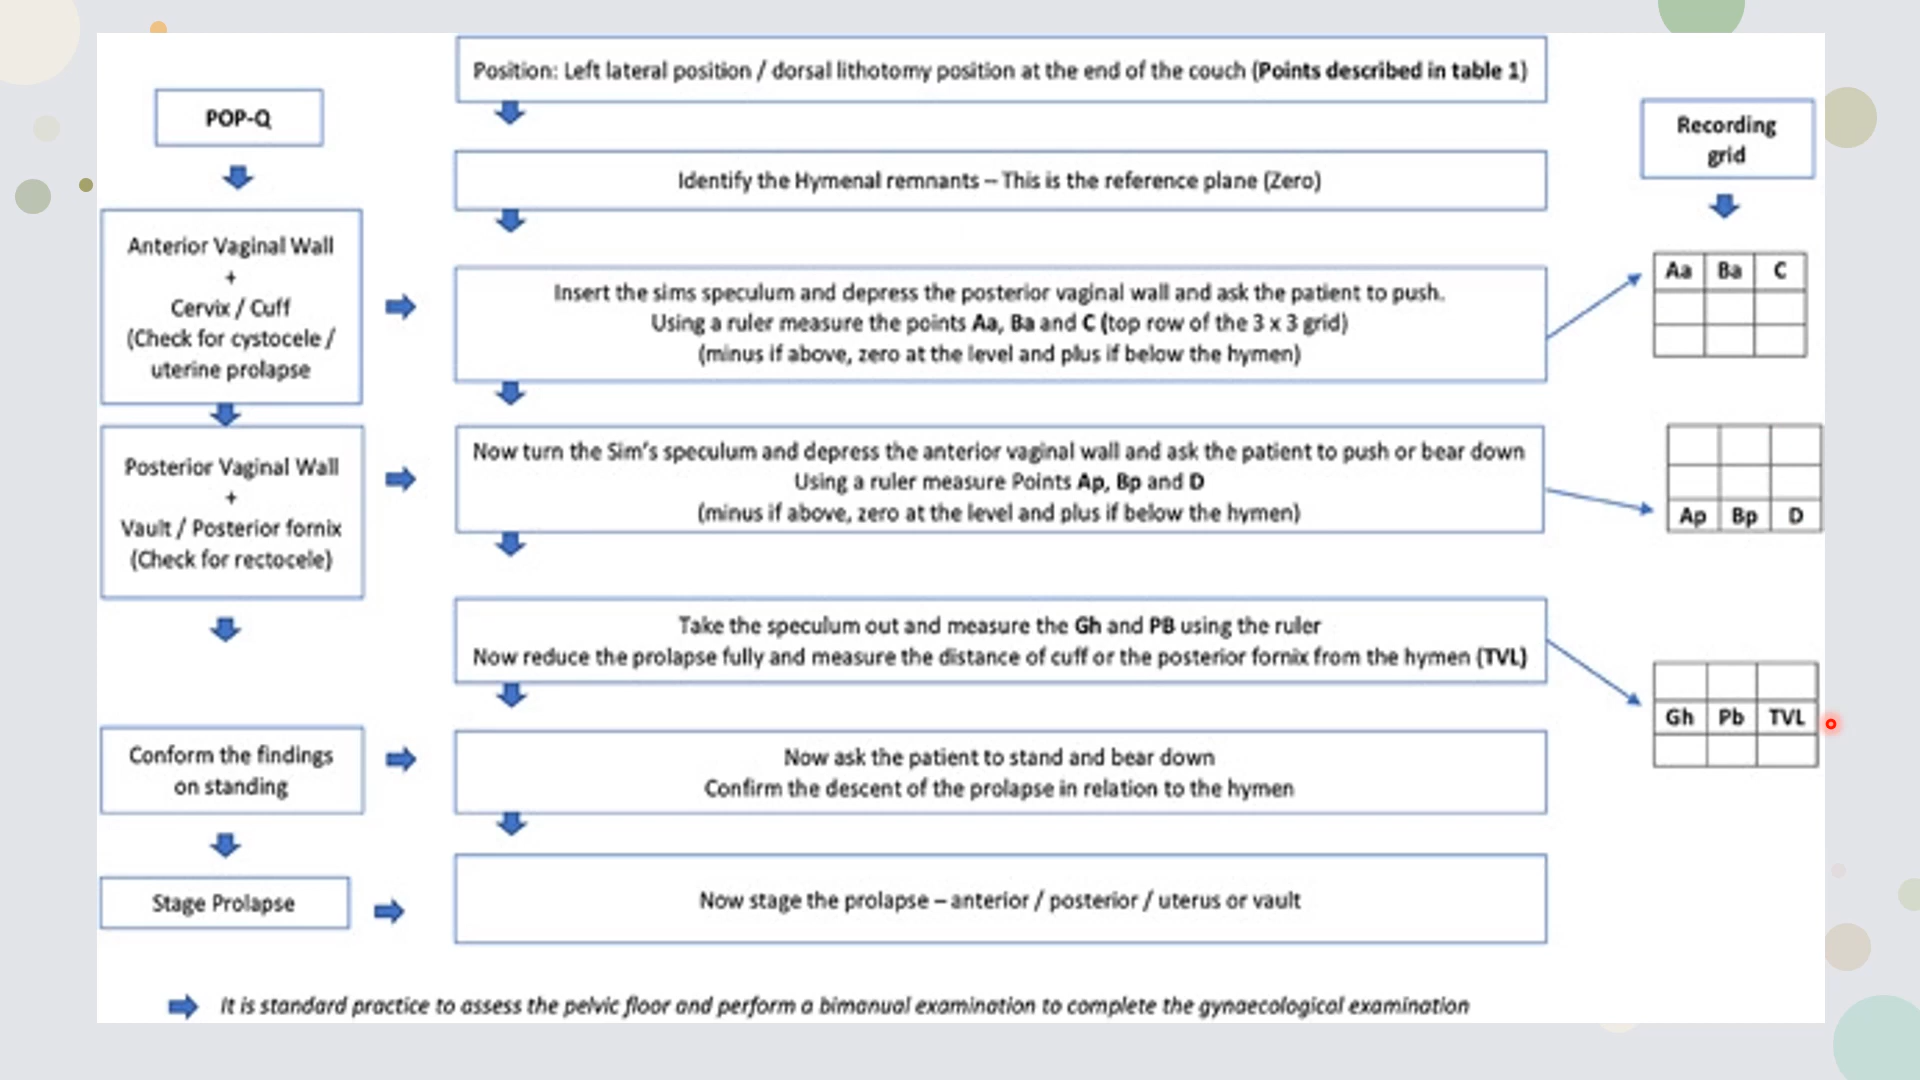 POP-Q
Anterior Vaginal Wall
+
Cervix / Cuff
(Check for cystocele /
uterine prolapse
Posterior Vaginal Wall
+
Vault / Posterior fornix
(Check for rectocele)
Conform the findings
on standing
Stage Prolapse
Position: Left lateral position / dorsal lithotomy position at the end of the couch (Points described in table 1)
Identify the Hymenal remnants – This is the reference plane (Zero)
Insert the sims speculum and depress the posterior vaginal wall and ask the patient to push.
Using a ruler measure the points Aa, Ba and C (top row of the 3 x 3 grid)
(minus if above, zero at the level and plus if below the hymen)
Now turn the Sim's speculum and depress the anterior vaginal wall and ask the patient to push or bear down
Using a ruler measure Points Ap, Bp and D
(minus if above, zero at the level and plus if below the hymen)
Take the speculum out and measure the Gh and PB using the ruler
Now reduce the prolapse fully and measure the distance of cuff or the posterior fornix from the hymen (TVL)
Now ask the patient to stand and bear down
Confirm the descent of the prolapse in relation to the hymen
Now stage the prolapse – anterior / posterior / uterus or vault
Recording
grid
Aa Ba C
Ap Bp D
Gh Pb TVL
It is standard practice to assess the pelvic floor and perform a bimanual examination to complete the gynaecological examination